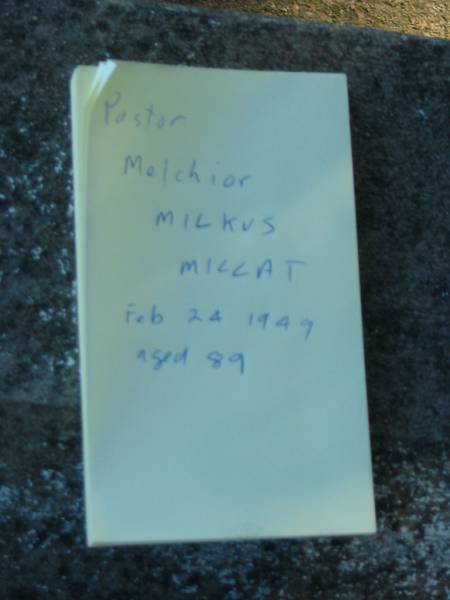 Pastor
Melchior
MILKUS
MILLAT
Feb 24 1949
aged 89